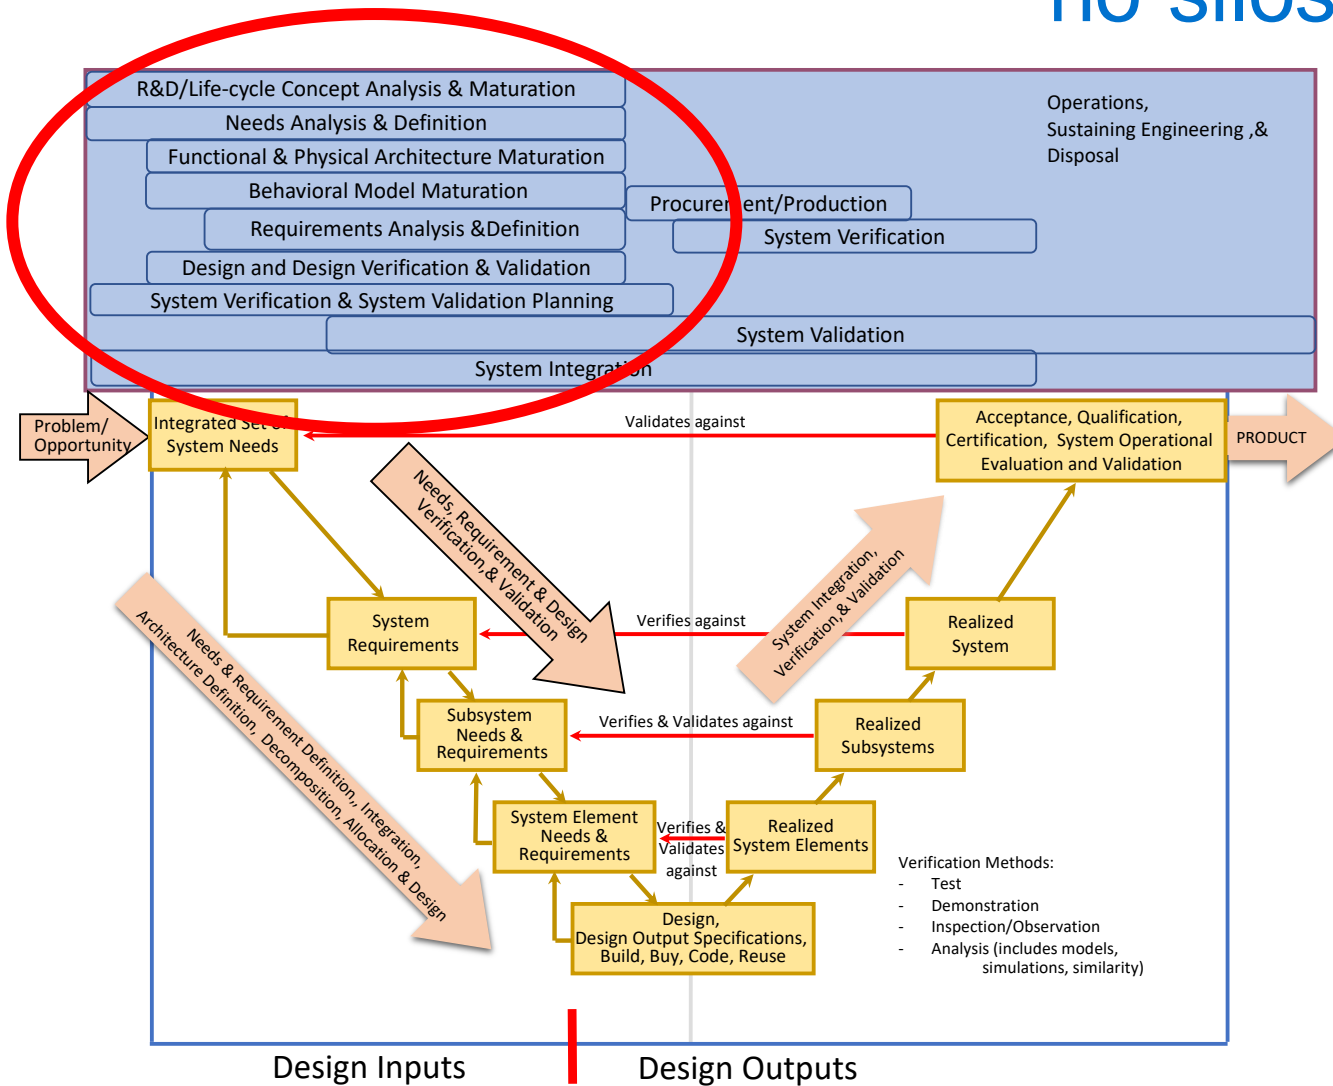 no silos
R&D/Life-cycle Concept Analysis & Maturation
Needs Analysis & Definition
Functional & Physical Architecture Maturation
Behavioral Model Maturation
Requirements Analysis &Definition
Design and Design Verification & Validation
System Verification & System Validation Planning
Procurement/Production
System Verification
System Validation
System Integration
Operations,
Sustaining Engineering ,&
Disposal
Problem/
Opportunity
Integrated Set of
System Needs
Validates against
Acceptance, Qualification,
Certification, System Operational
Evaluation and Validation
PRODUCT
Needs, Requirement & Design
Verification,& Validation
System Integration,
Verification,& Validation
Needs & Requirement Definition,, Integration,
Architecture Definition, Decomposition, Allocation & Design
System
Requirements
Verifies against
Realized
System
Subsystem
Needs &
Requirements
Verifies & Validates against
Realized
Subsystems
System Element
Needs &
Requirements
Verifies &
Validates
against
Realized
System Elements
Design,
Design Output Specifications,
Build, Buy, Code, Reuse
Verification Methods:
- Test
- Demonstration
- Inspection/Observation
- Analysis (includes models,
simulations, similarity)
Design Inputs
Design Outputs